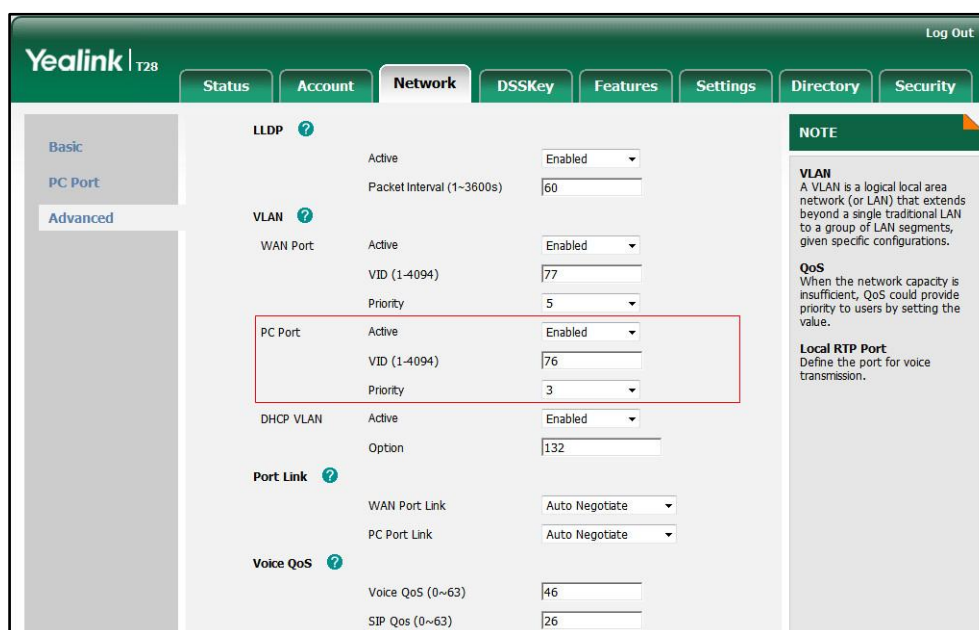 Log Out
Yealink | T28
Status Account Network DSSKey Features Settings Directory Security
Basic
PC Port
Advanced
LLDP ?
Active Enabled
Packet Interval (1~3600s) 60
VLAN ?
WAN Port Active Enabled
VID (1-4094) 77
Priority 5
PC Port Active Enabled
VID (1-4094) 76
Priority 3
DHCP VLAN Active Enabled
Option 132
Port Link ?
WAN Port Link Auto Negotiate
PC Port Link Auto Negotiate
Voice QoS ?
Voice QoS (0~63) 46
SIP Qos (0~63) 26
NOTE
VLAN
A VLAN is a logical local area
network (or LAN) that extends
beyond a single traditional LAN
to a group of LAN segments,
given specific configurations.
QoS
When the network capacity is
insufficient, QoS could provide
priority to users by setting the
value.
Local RTP Port
Define the port for voice
transmission.